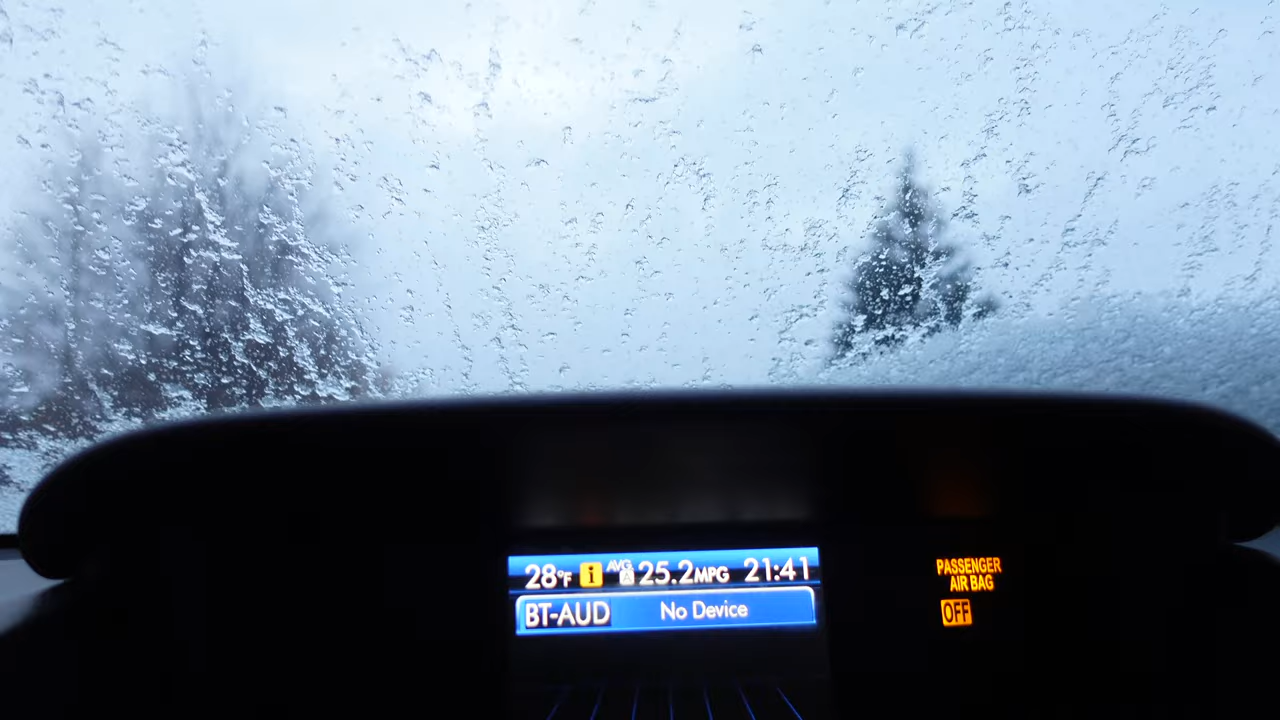 28°F i AVG A 25.2MPG 21:41
BT-AUD No Device
PASSENGER
AIR BAG
OFF